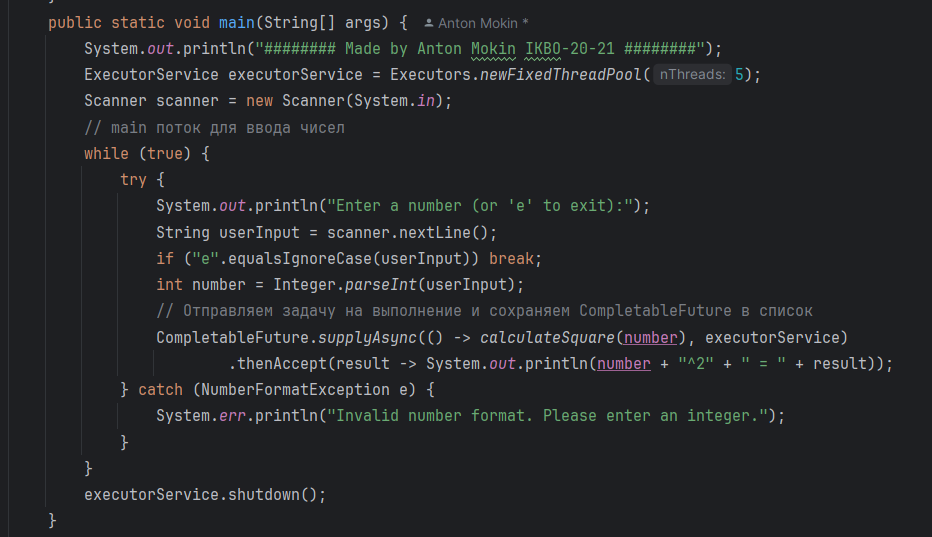 public static void main(String[] args) { Anton Mokin *
System.out.println("######## Made by Anton Mokin IKBO-20-21 ########");
ExecutorService executorService = Executors.newFixedThreadPool( nThreads: 5);
Scanner scanner = new Scanner(System.in);
// main поток для ввода чисел
while (true) {
try {
System.out.println("Enter a number (or 'e' to exit):");
String userInput = scanner.nextLine();
if ("e".equalsIgnoreCase(userInput)) break;
int number = Integer.parseInt(userInput);
// Отправляем задачу на выполнение и сохраняем CompletableFuture в список
CompletableFuture.supplyAsync(() -> calculateSquare(number), executorService)
.thenAccept(result -> System.out.println(number + "^2" + " = " + result));
} catch (NumberFormatException e) {
System.err.println("Invalid number format. Please enter an integer.");
}
}
executorService.shutdown();
}